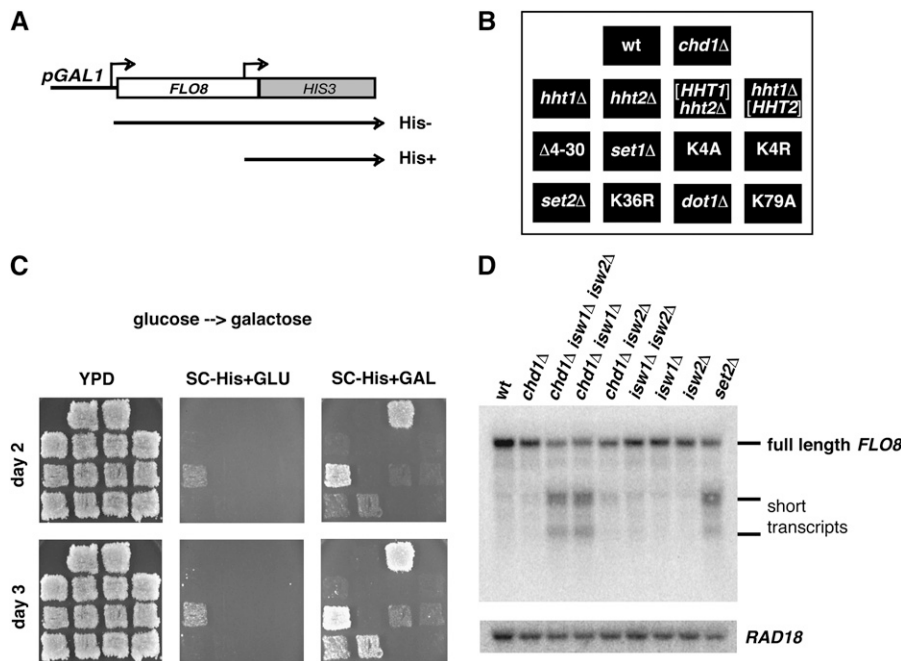 A
pGAL1
FLO8
HIS3
His-
His+
B
wt
chd1Δ
hht1Δ
hht2Δ
[HHT1]
hht2Δ
hht1Δ
[HHT2]
Δ4-30
set1Δ
K4A
K4R
set2Δ
K36R
dot1Δ
K79A
C
glucose --> galactose
YPD
SC-His+GLU
SC-His+GAL
day 2
day 3
D
wt
chd1Δ
chd1Δ isw1Δ isw2Δ
chd1Δ isw1Δ
chd1Δ isw2Δ
isw1Δ isw2Δ
isw1Δ
isw2Δ
set2Δ
full length FLO8
short
transcripts
RAD18